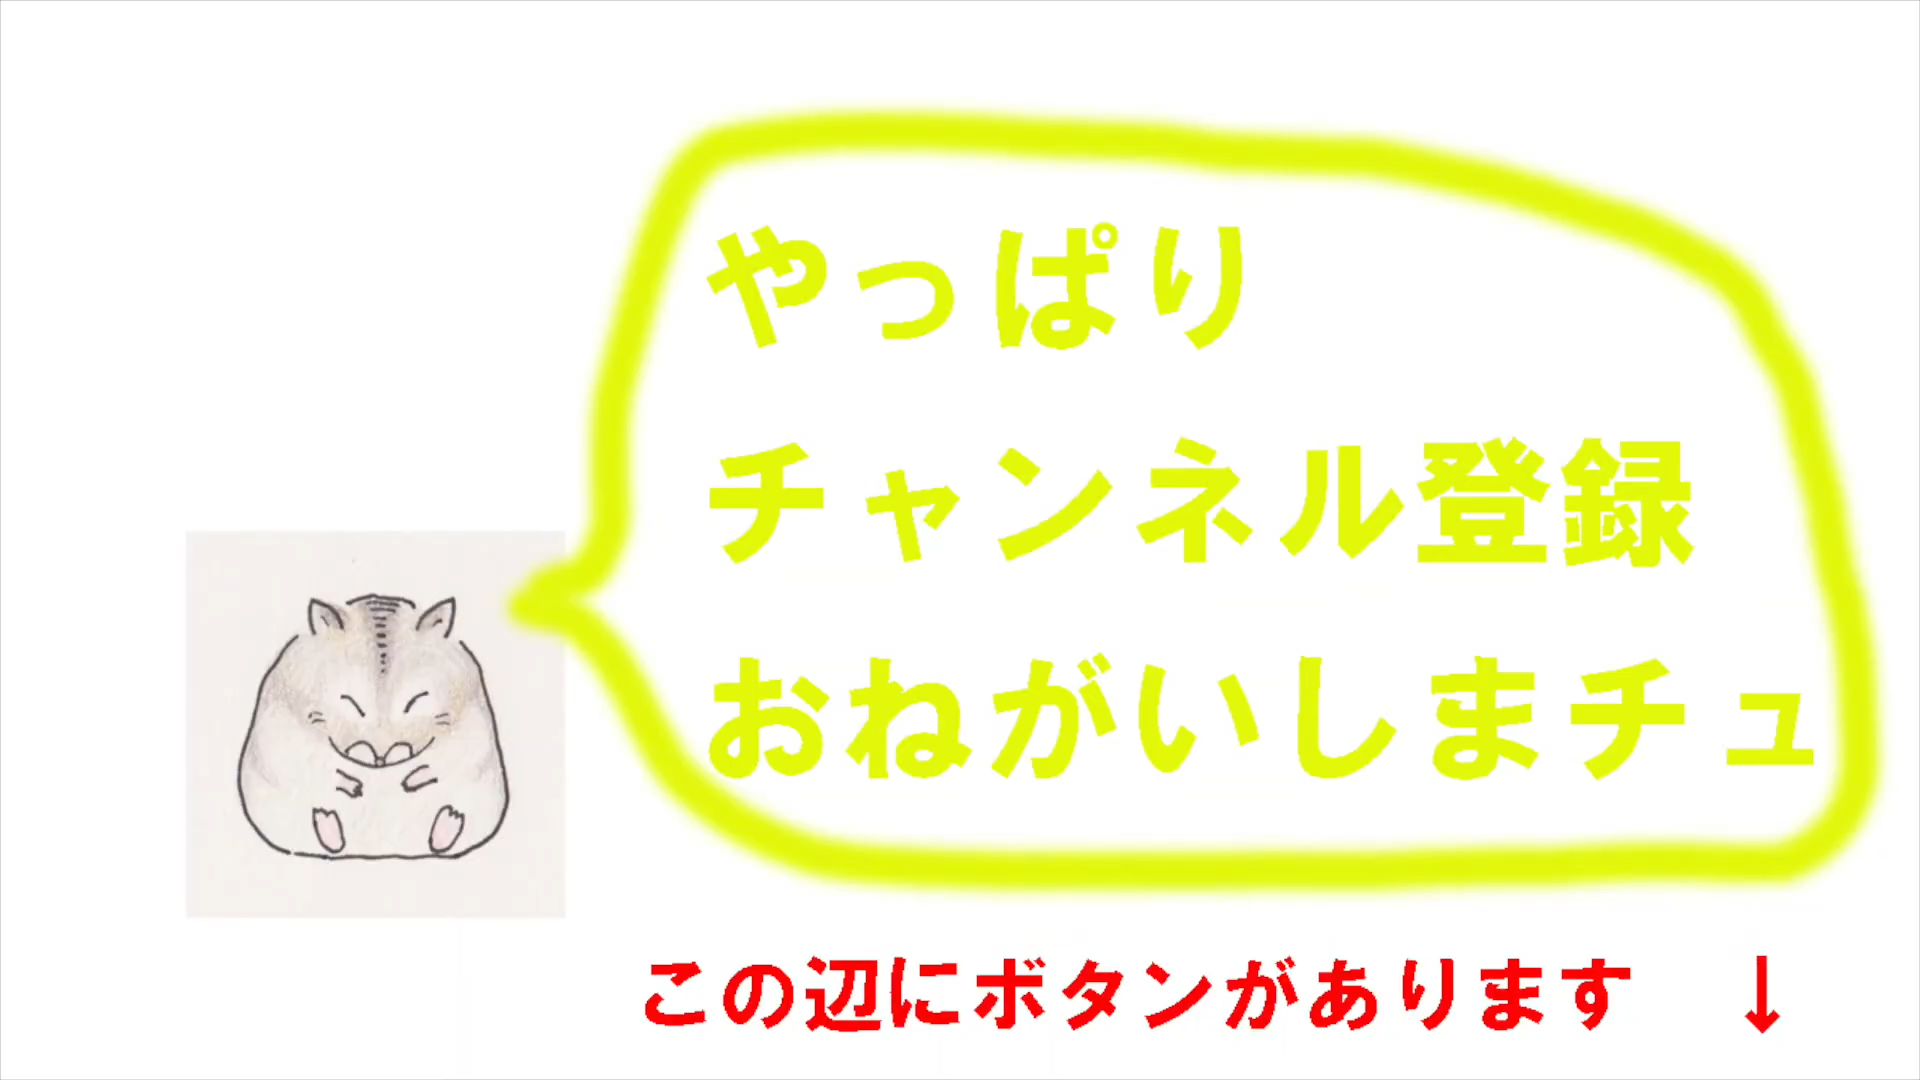 やっぱり
チャンネル登録
おねがいしまチュ
この辺にボタンがあります ↓